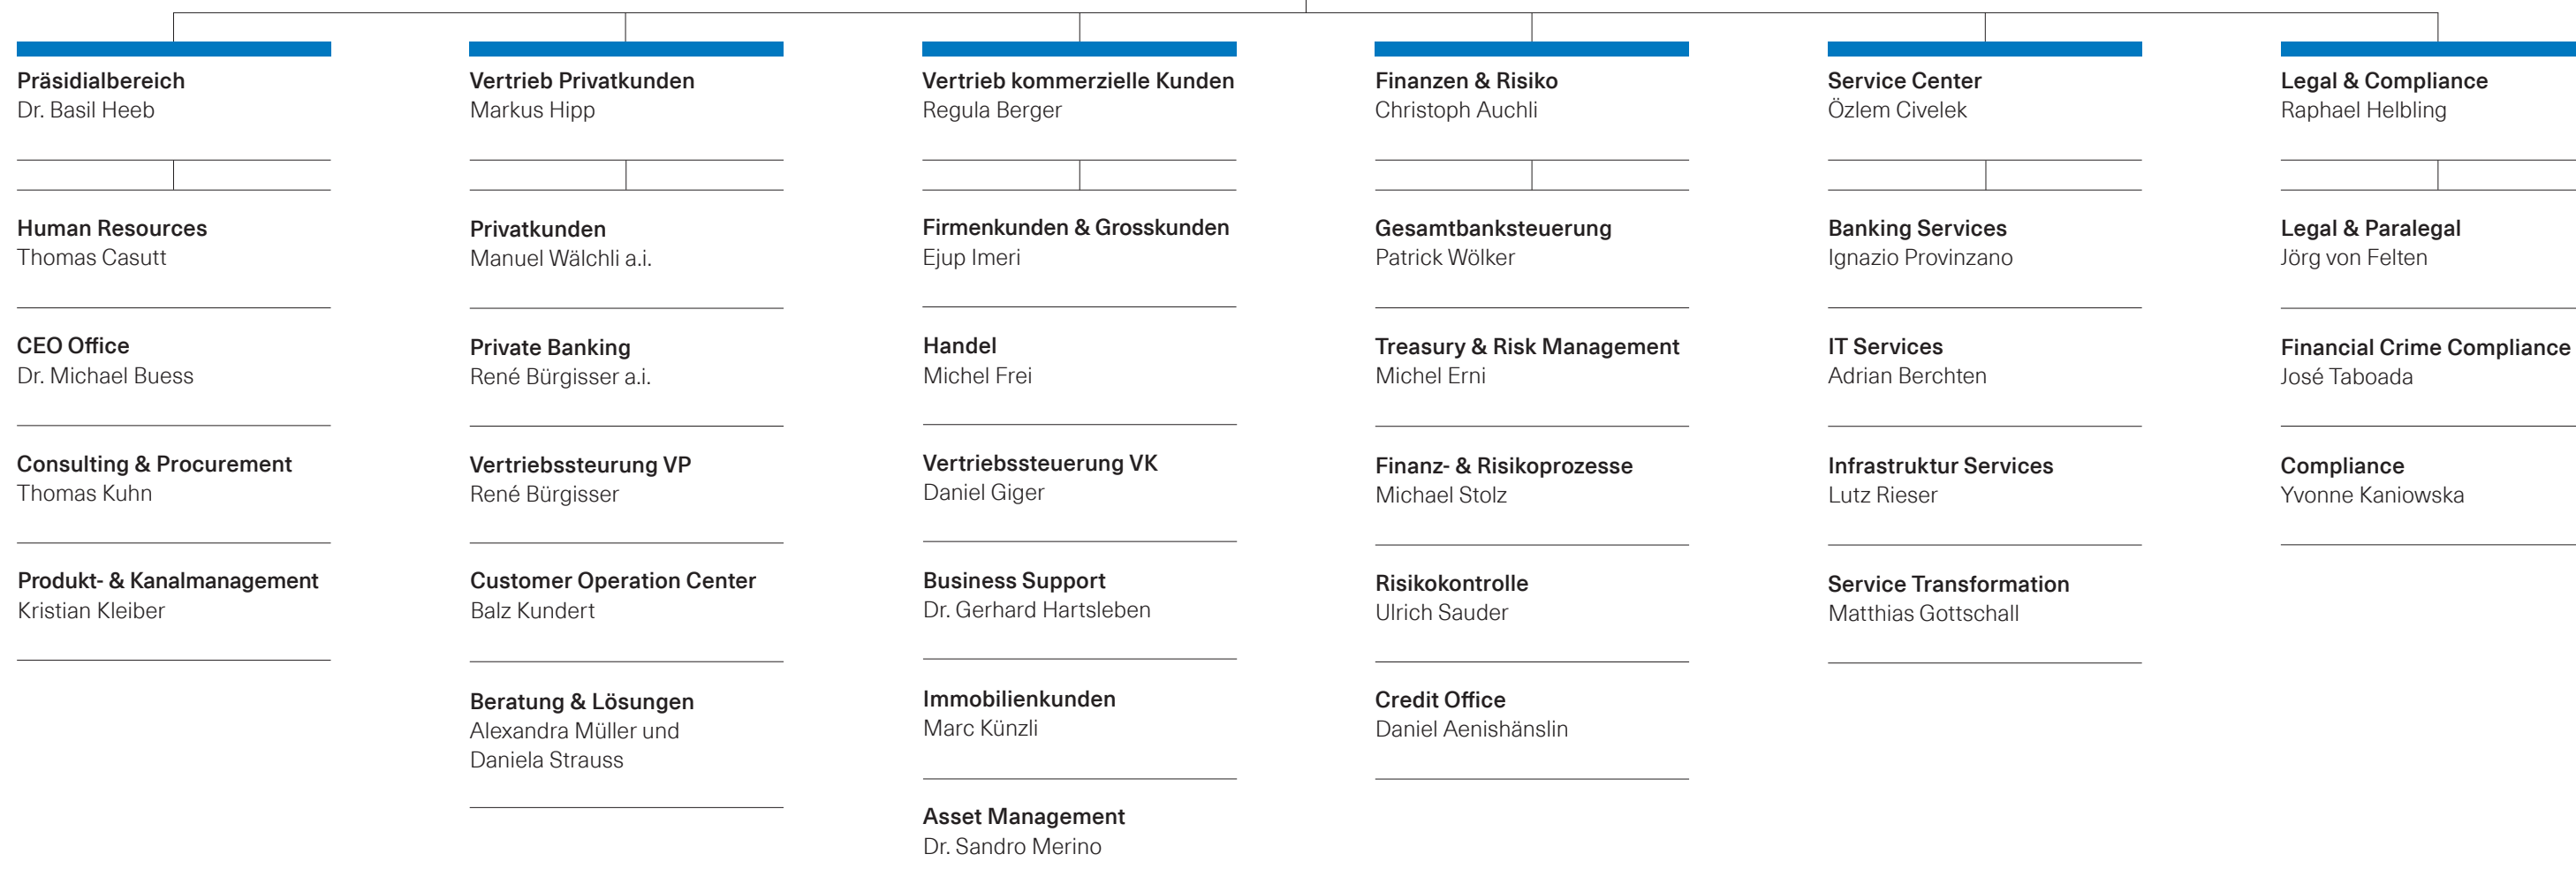 Präsidialbereich
Dr. Basil Heeb
Human Resources
Thomas Casutt
CEO Office
Dr. Michael Buess
Consulting & Procurement
Thomas Kuhn
Produkt- & Kanalmanagement
Kristian Kleiber
Vertrieb Privatkunden
Markus Hipp
Privatkunden
Manuel Wälchli a.i.
Private Banking
René Bürgisser a.i.
Vertriebssteurung VP
René Bürgisser
Customer Operation Center
Balz Kundert
Beratung & Lösungen
Alexandra Müller und
Daniela Strauss
Vertrieb kommerzielle Kunden
Regula Berger
Firmenkunden & Grosskunden
Ejup Imeri
Handel
Michel Frei
Vertriebssteuerung VK
Daniel Giger
Business Support
Dr. Gerhard Hartsleben
Immobilienkunden
Marc Künzli
Asset Management
Dr. Sandro Merino
Finanzen & Risiko
Christoph Auchli
Gesamtbanksteuerung
Patrick Wölker
Treasury & Risk Management
Michel Erni
Finanz- & Risikoprozesse
Michael Stolz
Risikokontrolle
Ulrich Sauder
Credit Office
Daniel Aenishänslin
Service Center
Özlem Civelek
Banking Services
Ignazio Provinzano
IT Services
Adrian Berchten
Infrastruktur Services
Lutz Rieser
Service Transformation
Matthias Gottschall
Legal & Compliance
Raphael Helbling
Legal & Paralegal
Jörg von Felten
Financial Crime Compliance
José Taboada
Compliance
Yvonne Kaniowska